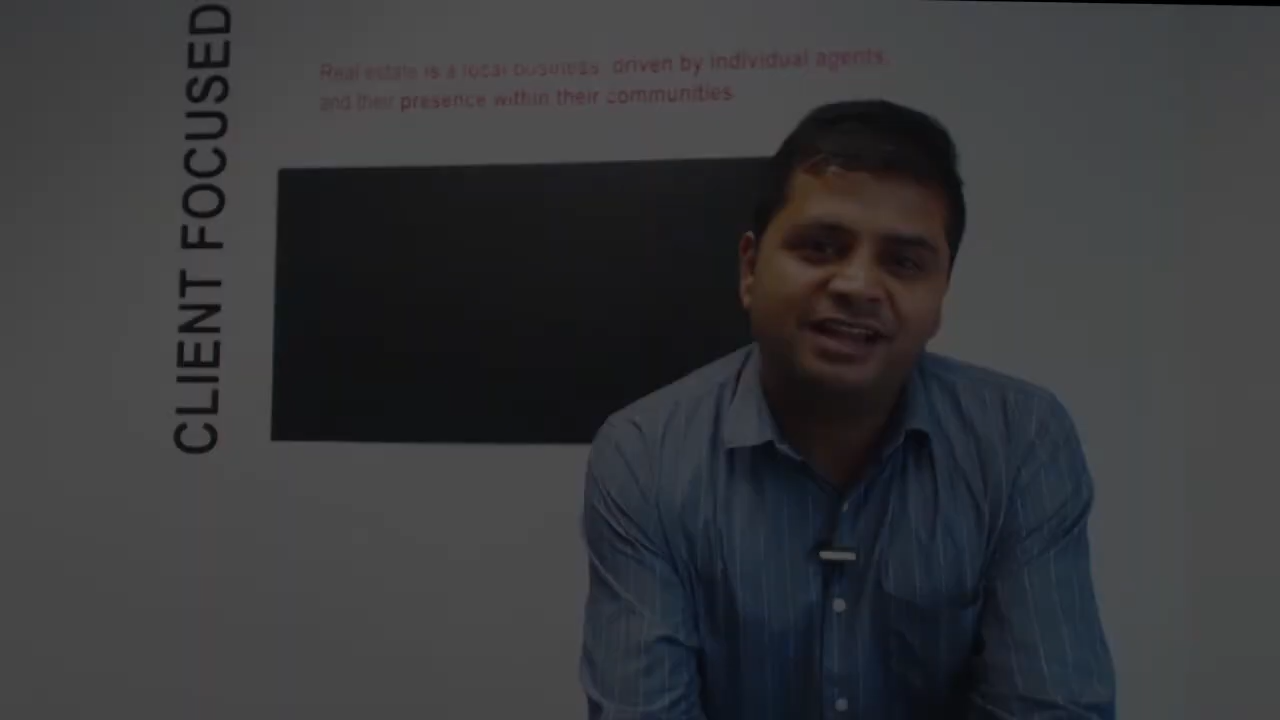 CLIENT FOCUSED
Real estate is a local business driven by individual agents,
and their presence within their communities